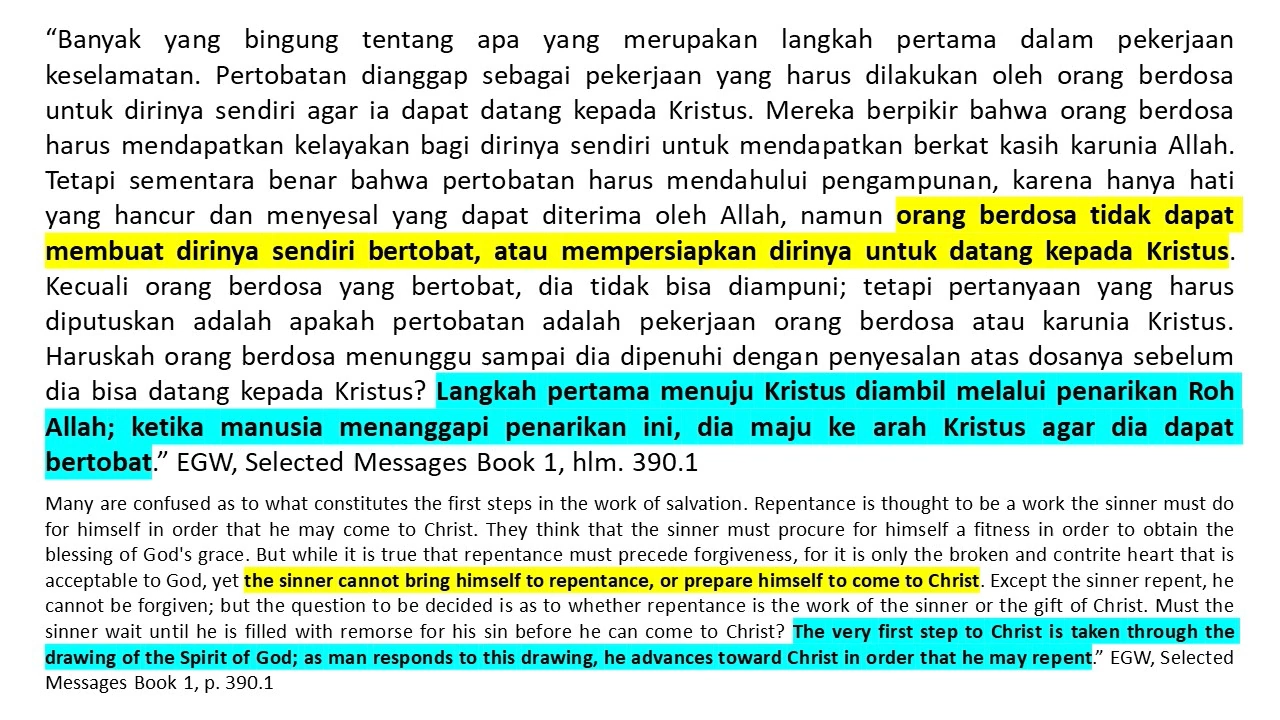 “Banyak yang bingung tentang apa yang merupakan langkah pertama dalam pekerjaan
keselamatan. Pertobatan dianggap sebagai pekerjaan yang harus dilakukan oleh orang berdosa
untuk dirinya sendiri agar ia dapat datang kepada Kristus. Mereka berpikir bahwa orang berdosa
harus mendapatkan kelayakan bagi dirinya sendiri untuk mendapatkan berkat kasih karunia Allah.
Tetapi sementara benar bahwa pertobatan harus mendahului pengampunan, karena hanya hati
yang hancur dan menyesal yang dapat diterima oleh Allah, namun orang berdosa tidak dapat
membuat dirinya sendiri bertobat, atau mempersiapkan dirinya untuk datang kepada Kristus.
Kecuali orang berdosa yang bertobat, dia tidak bisa diampuni; tetapi pertanyaan yang harus
diputuskan adalah apakah pertobatan adalah pekerjaan orang berdosa atau karunia Kristus.
Haruskah orang berdosa menunggu sampai dia dipenuhi dengan penyesalan atas dosanya sebelum
dia bisa datang kepada Kristus? Langkah pertama menuju Kristus diambil melalui penarikan Roh
Allah; ketika manusia menanggapi penarikan ini, dia maju ke arah Kristus agar dia dapat
bertobat.” EGW, Selected Messages Book 1, hlm. 390.1
Many are confused as to what constitutes the first steps in the work of salvation. Repentance is thought to be a work the sinner must do
for himself in order that he may come to Christ. They think that the sinner must procure for himself a fitness in order to obtain the
blessing of God's grace. But while it is true that repentance must precede forgiveness, for it is only the broken and contrite heart that is
acceptable to God, yet the sinner cannot bring himself to repentance, or prepare himself to come to Christ. Except the sinner repent, he
cannot be forgiven; but the question to be decided is as to whether repentance is the work of the sinner or the gift of Christ. Must the
sinner wait until he is filled with remorse for his sin before he can come to Christ? The very first step to Christ is taken through the
drawing of the Spirit of God; as man responds to this drawing, he advances toward Christ in order that he may repent.” EGW, Selected
Messages Book 1, p. 390.1